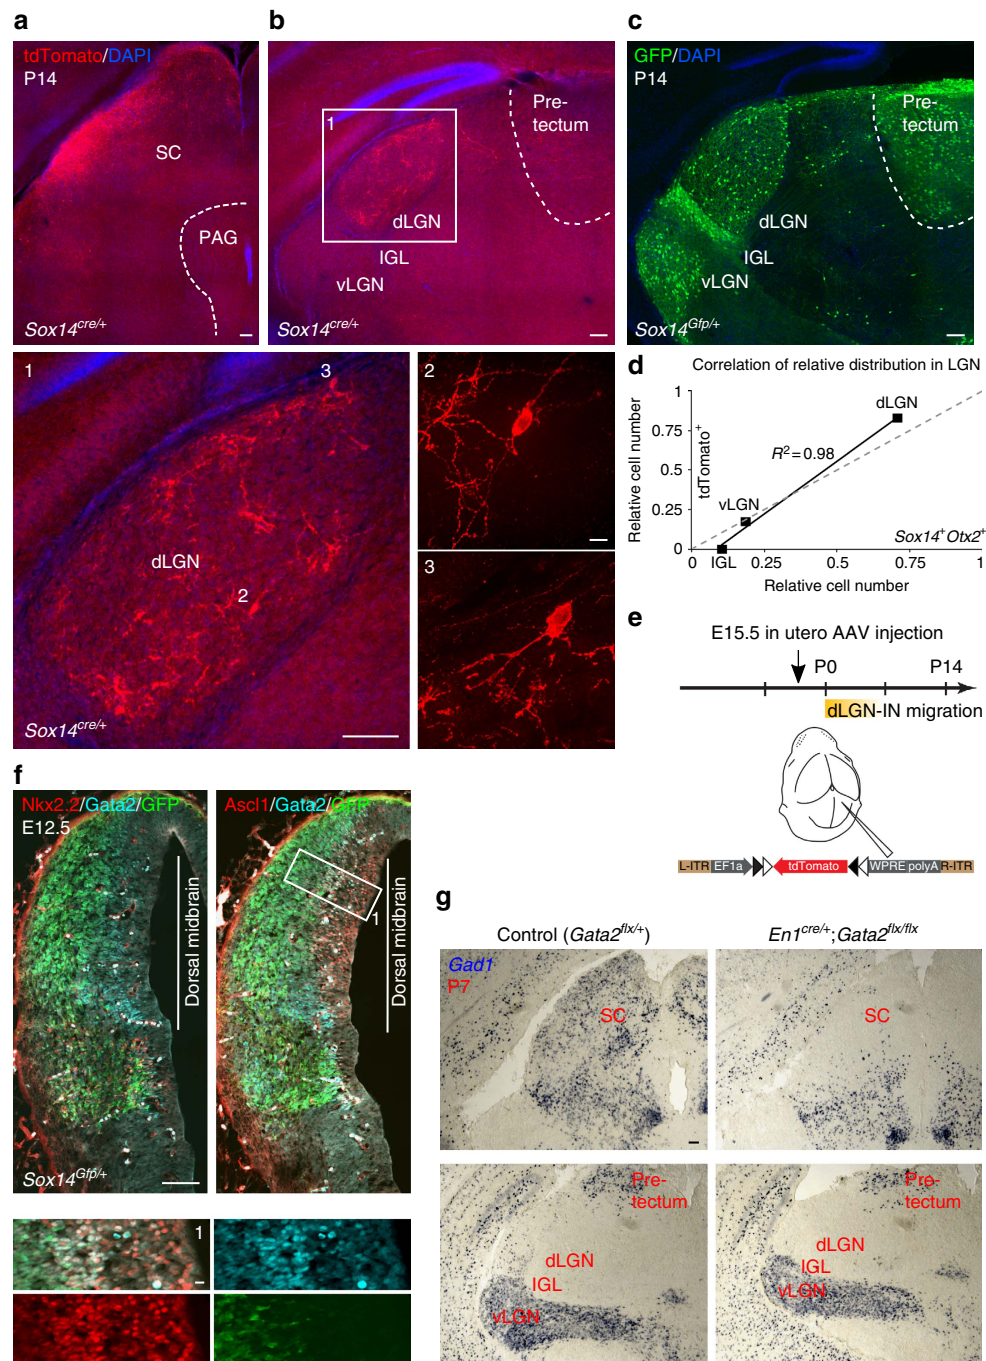 a
tdTomato/DAPI
P14
SC
PAG
Sox14cre/+
b
1
Pre-
tectum
dLGN
IGL
vLGN
Sox14cre/+
c
GFP/DAPI
P14
Pre-
tectum
dLGN
IGL
vLGN
Sox14Gfp/+
1
3
dLGN
2
Sox14cre/+
2
3
d
Correlation of relative distribution in LGN
Relative cell number
tdTomato+
1
0.75
0.5
0.25
0
dLGN
R2=0.98
vLGN
IGL
Sox14+Otx2+
0
0.25
0.5
0.75
1
Relative cell number
e
E15.5 in utero AAV injection
P0
P14
dLGN-IN migration
L-ITR
EF1a
tdTomato
WPRE
polyA
R-ITR
f
Nkx2.2/Gata2/GFP
E12.5
Dorsal midbrain
Sox14Gfp/+
Ascl1/Gata2/GFP
1
Dorsal midbrain
1
g
Control (Gata2flx/+)
En1cre/+;Gata2flx/flx
Gad1
P7
SC
SC
Pre-
tectum
dLGN
IGL
vLGN
Pre-
tectum
dLGN
IGL
vLGN